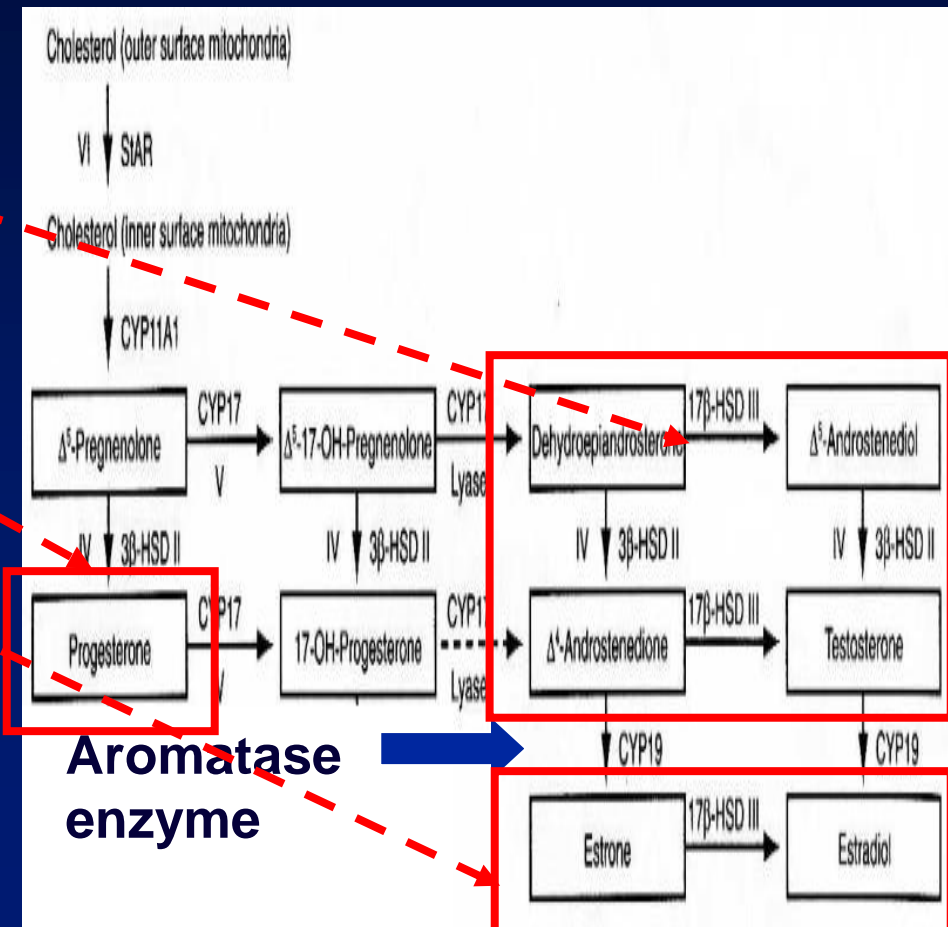 Cholesterol (outer surface mitochondria)
VI StAR
Cholesterol (inner surface mitochondria)
CYP11A1
CYP17 CYP17 17β-HSD III
Δ⁵-Pregnenolone Δ⁵-17-OH-Pregnenolone Dehydroepiandrosterone Δ⁵-Androstenediol
V Lyase
IV 3β-HSD II IV 3β-HSD II IV 3β-HSD II IV 3β-HSD II
CYP17 CYP17 17β-HSD III
Progesterone 17-OH-Progesterone Δ⁴-Androstenedione Testosterone
V Lyase
Aromatase CYP19 CYP19
enzyme 17β-HSD III
Estrone Estradiol